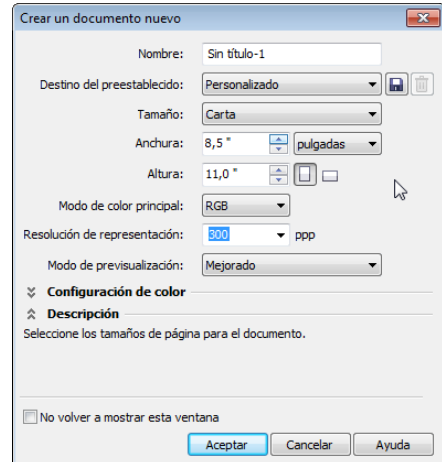 Crear un documento nuevo
Nombre: Sin título-1
Destino del preestablecido: Personalizado
Tamaño: Carta
Anchura: 8,5 " pulgadas
Altura: 11,0 "
Modo de color principal: RGB
Resolución de representación: 300 ppp
Modo de previsualización: Mejorado
Configuración de color
Descripción
Seleccione los tamaños de página para el documento.
No volver a mostrar esta ventana
Aceptar Cancelar Ayuda